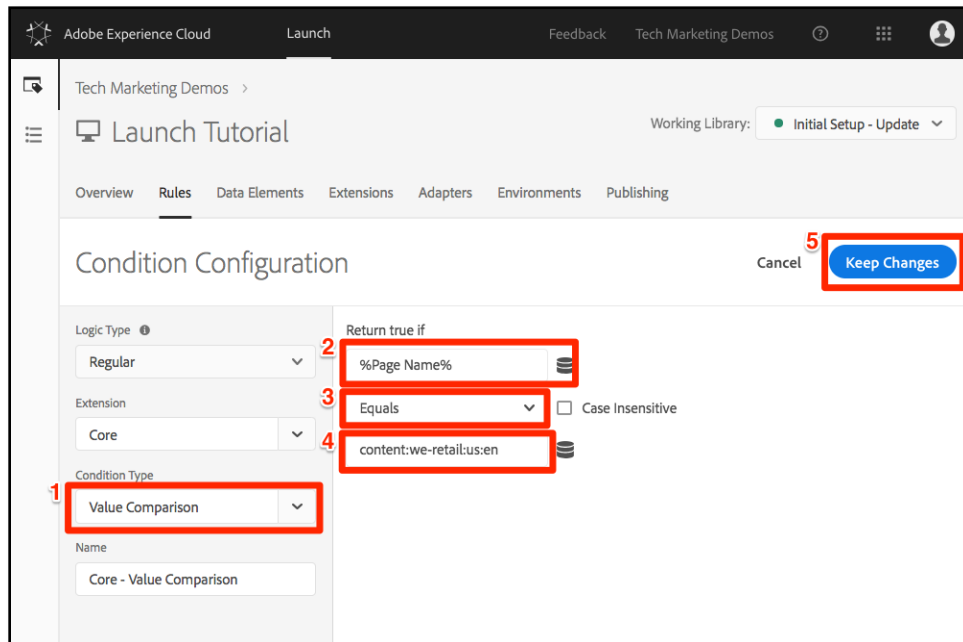 Adobe Experience Cloud Launch Feedback Tech Marketing Demos
Tech Marketing Demos >
Launch Tutorial
Working Library: Initial Setup - Update
Overview Rules Data Elements Extensions Adapters Environments Publishing
Condition Configuration
Cancel
5
Keep Changes
Logic Type
Regular
Extension
Core
Condition Type
1
Value Comparison
Name
Core - Value Comparison
Return true if
2
%Page Name%
3
Equals
Case Insensitive
4
content:we-retail:us:en